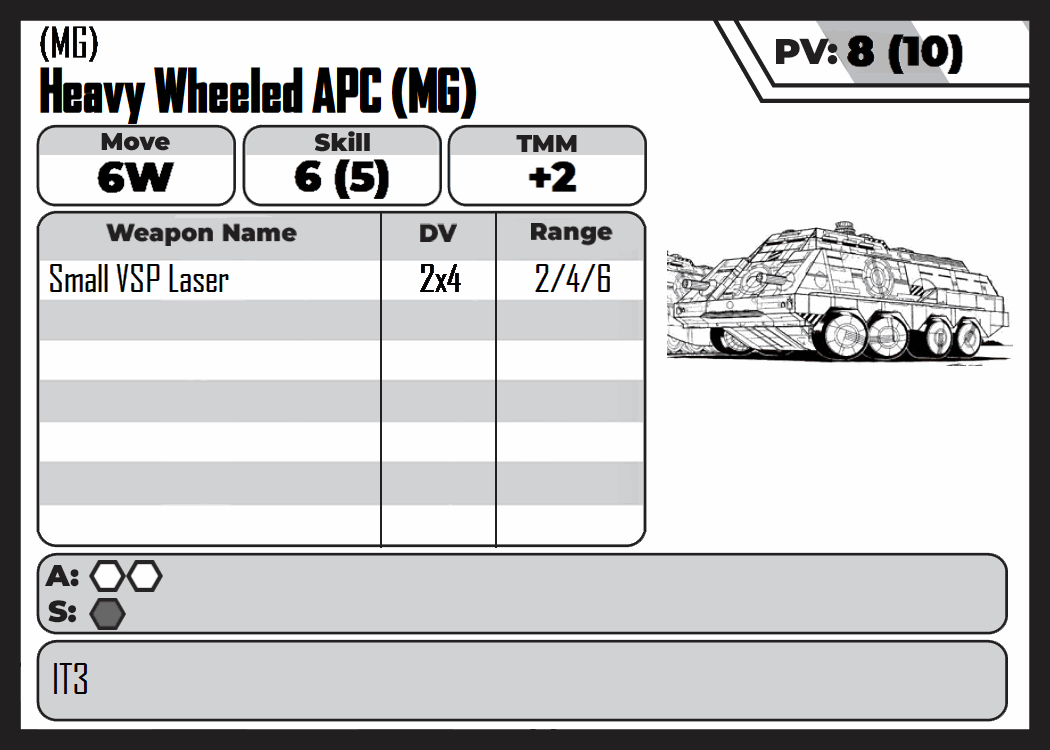 (MG)
Heavy Wheeled APC (MG)
PV: 8 (10)
Move
6W
Skill
6 (5)
TMM
+2
Weapon Name DV Range
Small VSP Laser 2x4 2/4/6
A:
S:
IT3